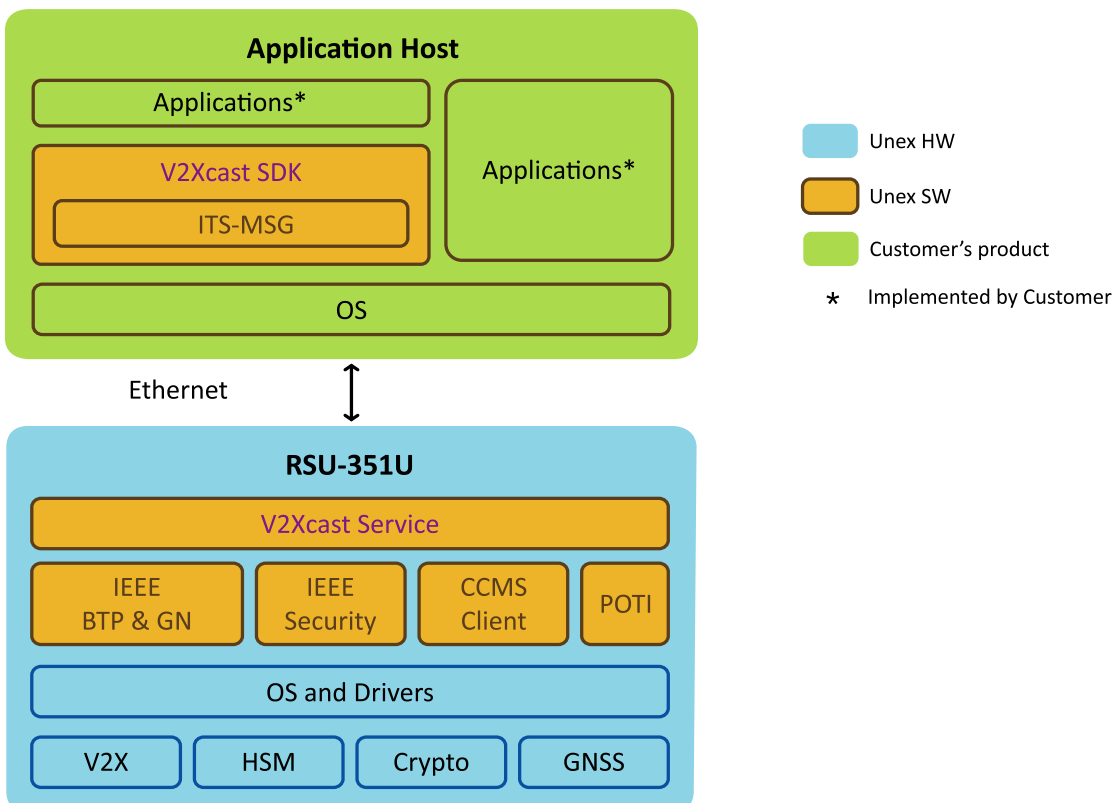 Application Host
Applications*
V2Xcast SDK
ITS-MSG
Applications*
OS
Ethernet
RSU-351U
V2Xcast Service
IEEE
BTP & GN
IEEE
Security
CCMS
Client
POTI
OS and Drivers
V2X
HSM
Crypto
GNSS
Unex HW
Unex SW
Customer’s product
* Implemented by Customer